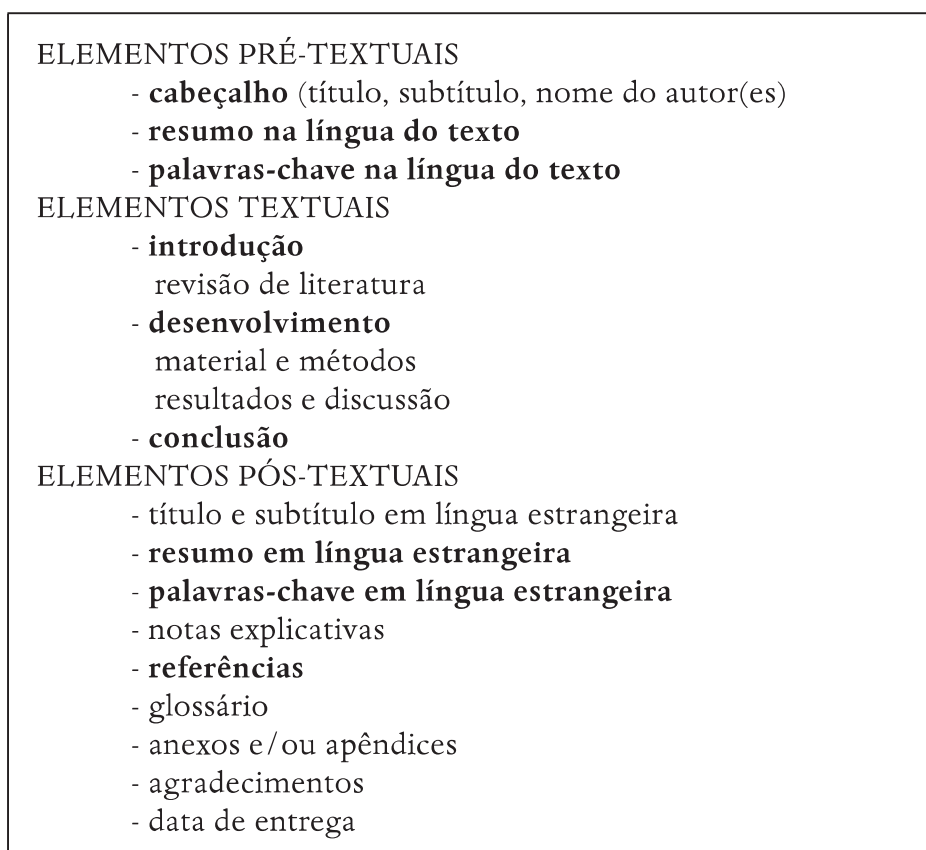 ELEMENTOS PRÉ-TEXTUAIS
- cabeçalho (título, subtítulo, nome do autor(es)
- resumo na língua do texto
- palavras-chave na língua do texto
ELEMENTOS TEXTUAIS
- introdução
revisão de literatura
- desenvolvimento
material e métodos
resultados e discussão
- conclusão
ELEMENTOS PÓS-TEXTUAIS
- título e subtítulo em língua estrangeira
- resumo em língua estrangeira
- palavras-chave em língua estrangeira
- notas explicativas
- referências
- glossário
- anexos e/ou apêndices
- agradecimentos
- data de entrega